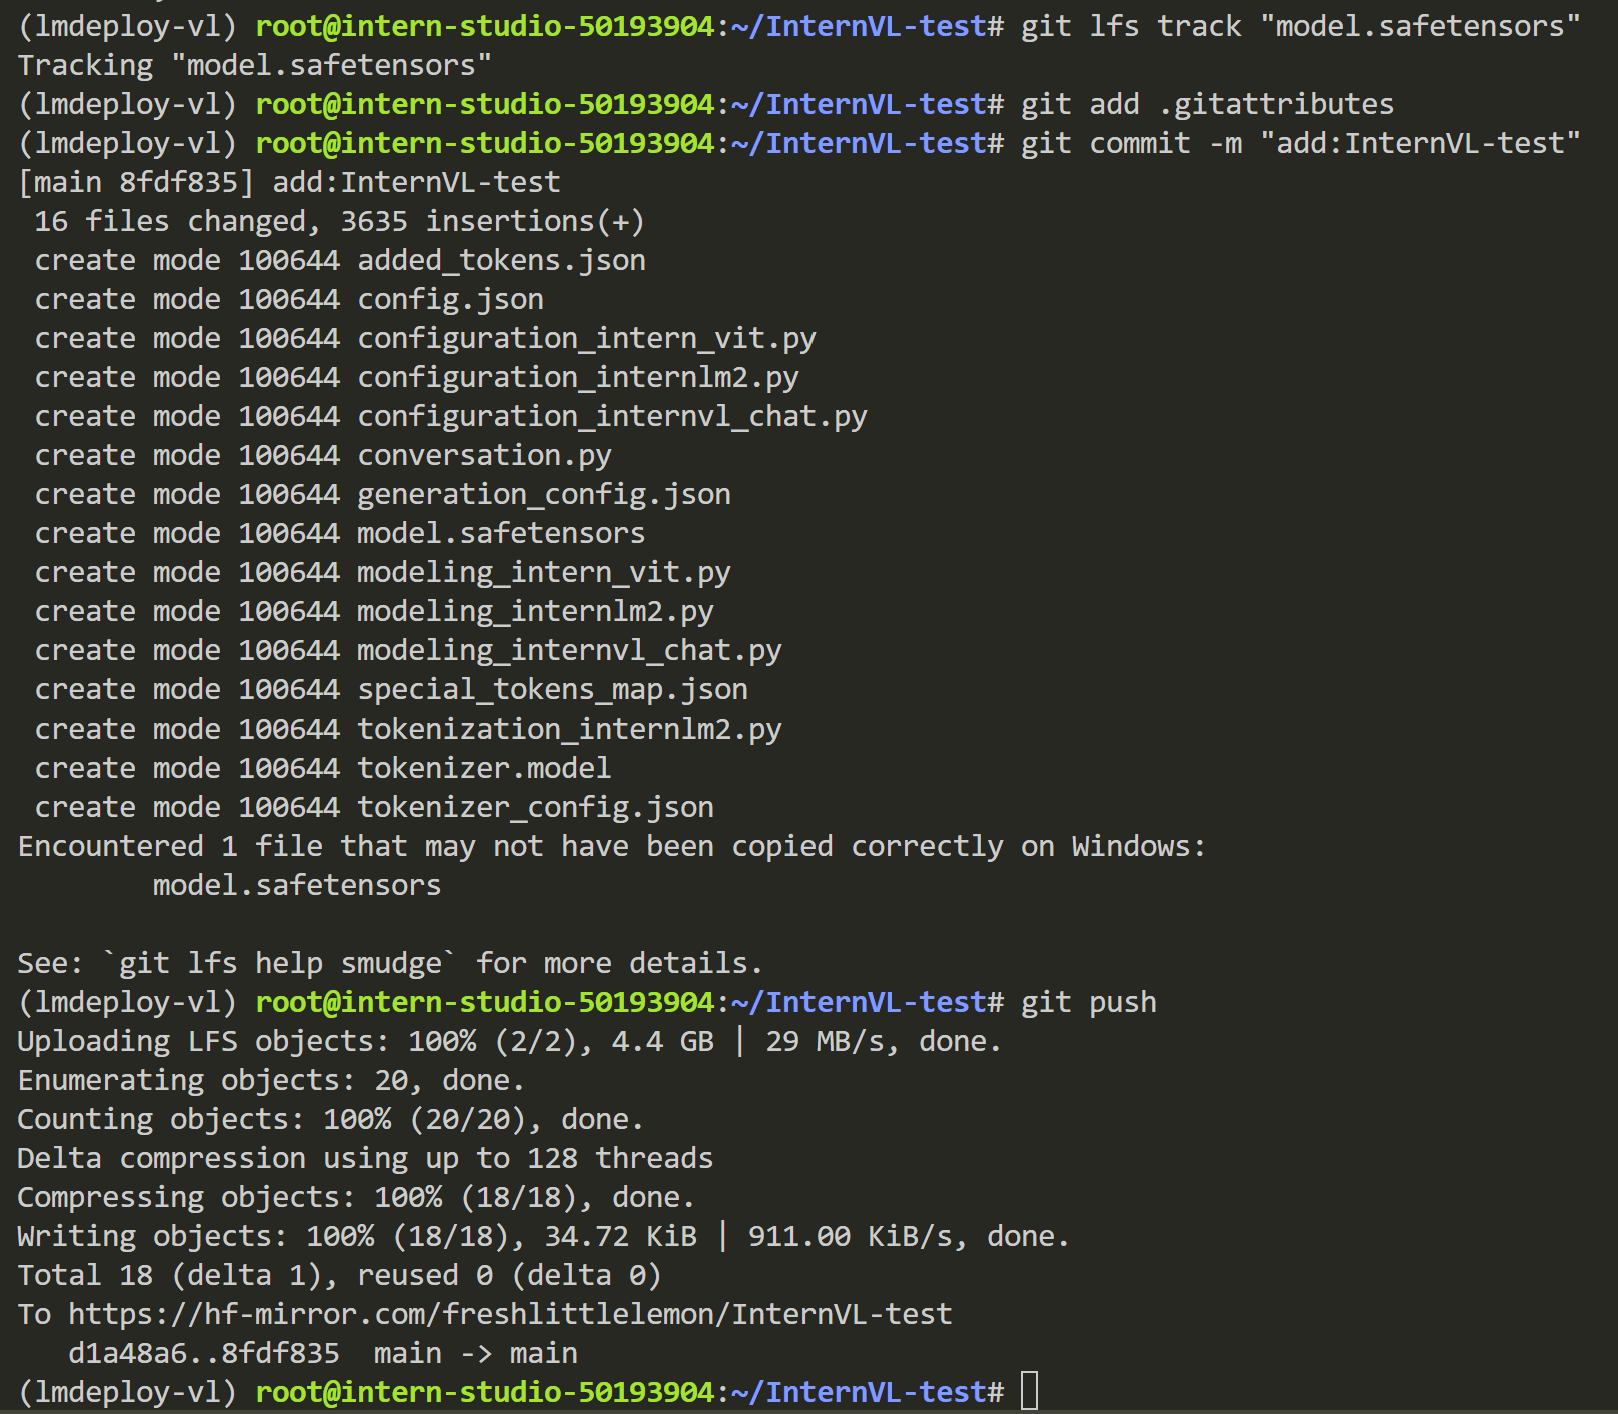 (lmdeploy-vl) root@intern-studio-50193904:~/InternVL-test# git lfs track "model.safetensors"
Tracking "model.safetensors"
(lmdeploy-vl) root@intern-studio-50193904:~/InternVL-test# git add .gitattributes
(lmdeploy-vl) root@intern-studio-50193904:~/InternVL-test# git commit -m "add:InternVL-test"
[main 8fdf835] add:InternVL-test
 16 files changed, 3635 insertions(+)
 create mode 100644 added_tokens.json
 create mode 100644 config.json
 create mode 100644 configuration_intern_vit.py
 create mode 100644 configuration_internlm2.py
 create mode 100644 configuration_internvl_chat.py
 create mode 100644 conversation.py
 create mode 100644 generation_config.json
 create mode 100644 model.safetensors
 create mode 100644 modeling_intern_vit.py
 create mode 100644 modeling_internlm2.py
 create mode 100644 modeling_internvl_chat.py
 create mode 100644 special_tokens_map.json
 create mode 100644 tokenization_internlm2.py
 create mode 100644 tokenizer.model
 create mode 100644 tokenizer_config.json
Encountered 1 file that may not have been copied correctly on Windows:
        model.safetensors

See: `git lfs help smudge` for more details.
(lmdeploy-vl) root@intern-studio-50193904:~/InternVL-test# git push
Uploading LFS objects: 100% (2/2), 4.4 GB | 29 MB/s, done.
Enumerating objects: 20, done.
Counting objects: 100% (20/20), done.
Delta compression using up to 128 threads
Compressing objects: 100% (18/18), done.
Writing objects: 100% (18/18), 34.72 KiB | 911.00 KiB/s, done.
Total 18 (delta 1), reused 0 (delta 0)
To https://hf-mirror.com/freshlittlelemon/InternVL-test
   d1a48a6..8fdf835  main -> main
(lmdeploy-vl) root@intern-studio-50193904:~/InternVL-test#